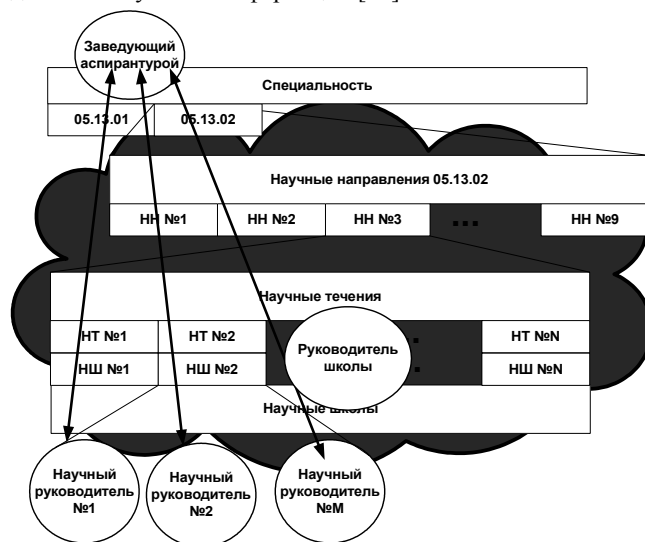 Заведующий
аспирантурой
Специальность
05.13.01 05.13.02
Научные направления 05.13.02
НН №1 НН №2 НН №3 ... НН №9
Научные течения
НТ №1 НТ №2 НТ №N
Руководитель
школы
НШ №1 НШ №2 НШ №N
Научные школы
Научный
руководитель
№1
Научный
руководитель
№2
Научный
руководитель
№M